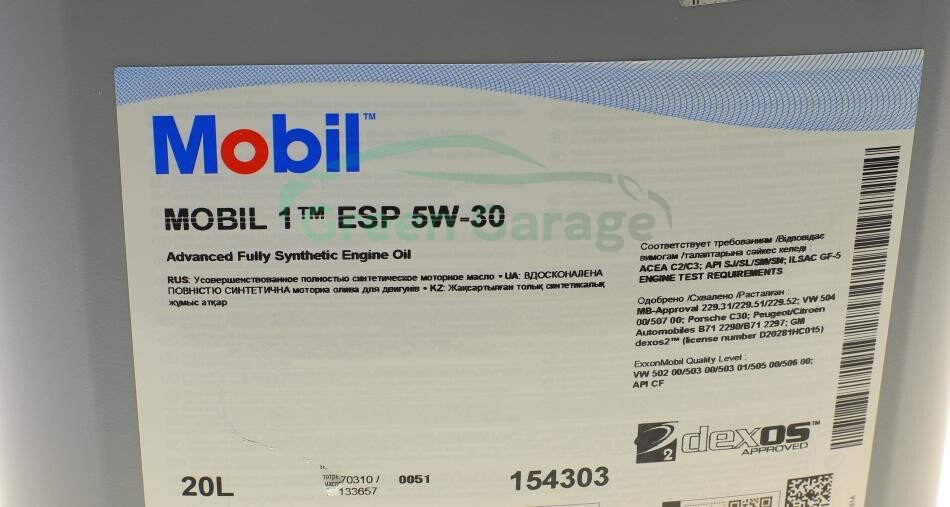 Mobil™
MOBIL 1™ ESP 5W-30
Green Garage
Advanced Fully Synthetic Engine Oil
RUS: Усовершенствованное полностью синтетическое моторное масло • UA: ВДОСКОНАЛЕНА
ПОВНІСТЮ СИНТЕТИЧНА моторна олива для двигунів • KZ: Жақсартылған толық синтетикалық
жұмыс атқар
Соответствует требованиям /Відповідає
вимогам /талаптарына сәйкес келеді :
ACEA C2/C3; API SJ/SL/SM/SN; ILSAC GF-5
ENGINE TEST REQUIREMENTS
Одобрено /Схвалено /Расталған :
MB-Approval 229.31/229.51/229.52; VW 504
00/507 00; Porsche C30; Peugeot/Citroen
Automobiles B71 2290/B71 2297; GM
dexos2™ (license number D20281HC015)
ExxonMobil Quality Level :
VW 502 00/503 00/503 01/505 00/506 00;
API CF
2 dexos™
APPROVED
20L
70310 / 0051
133657
154303